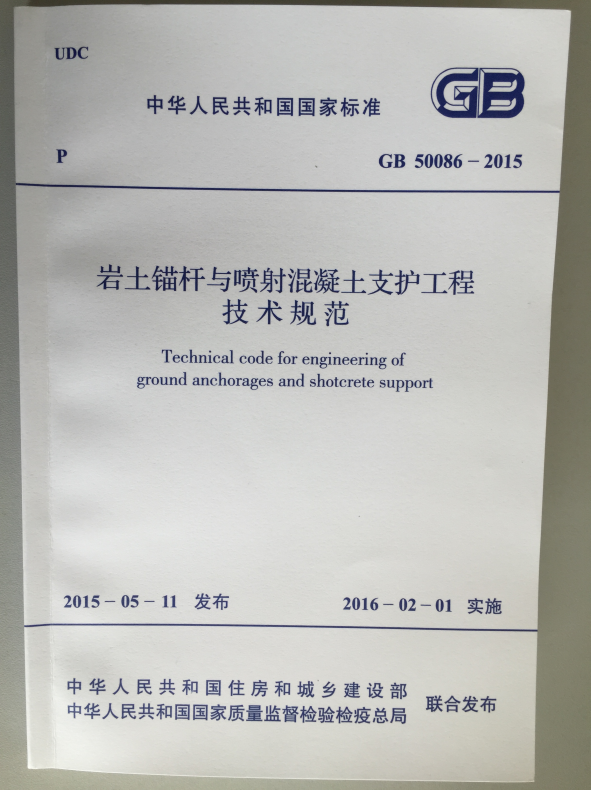 UDC
GB
中华人民共和国国家标准
P
GB 50086－2015
岩土锚杆与喷射混凝土支护工程
技术规范
Technical code for engineering of
ground anchorages and shotcrete support
2015－05－11 发布
2016－02－01 实施
中华人民共和国住房和城乡建设部
中华人民共和国国家质量监督检验检疫总局
联合发布